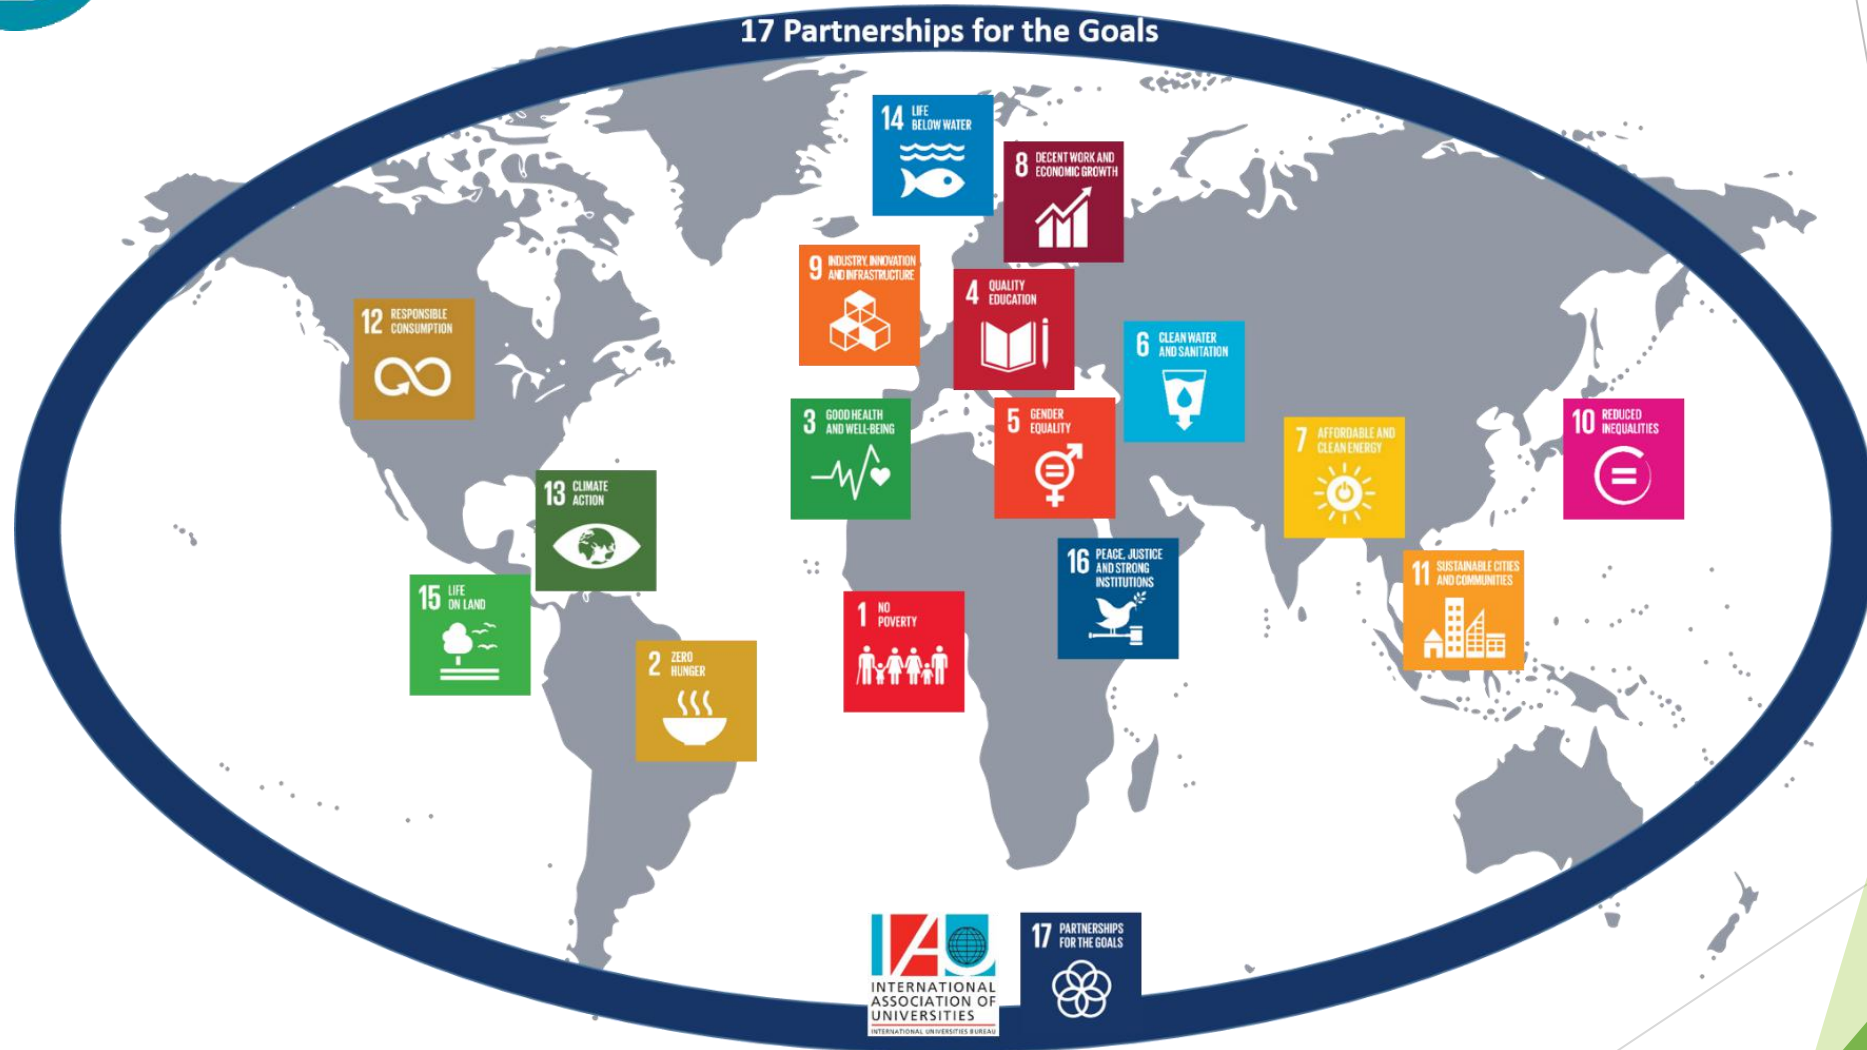 17 Partnerships for the Goals
14 LIFE
BELOW WATER
8 DECENT WORK AND
ECONOMIC GROWTH
9 INDUSTRY, INNOVATION
AND INFRASTRUCTURE
4 QUALITY
EDUCATION
12 RESPONSIBLE
CONSUMPTION
6 CLEAN WATER
AND SANITATION
3 GOOD HEALTH
AND WELL-BEING
5 GENDER
EQUALITY
7 AFFORDABLE AND
CLEAN ENERGY
10 REDUCED
INEQUALITIES
13 CLIMATE
ACTION
16 PEACE, JUSTICE
AND STRONG
INSTITUTIONS
11 SUSTAINABLE CITIES
AND COMMUNITIES
15 LIFE
ON LAND
1 NO
POVERTY
2 ZERO
HUNGER
IAU
INTERNATIONAL
ASSOCIATION OF
UNIVERSITIES
INTERNATIONAL UNIVERSITIES BUREAU
17 PARTNERSHIPS
FOR THE GOALS